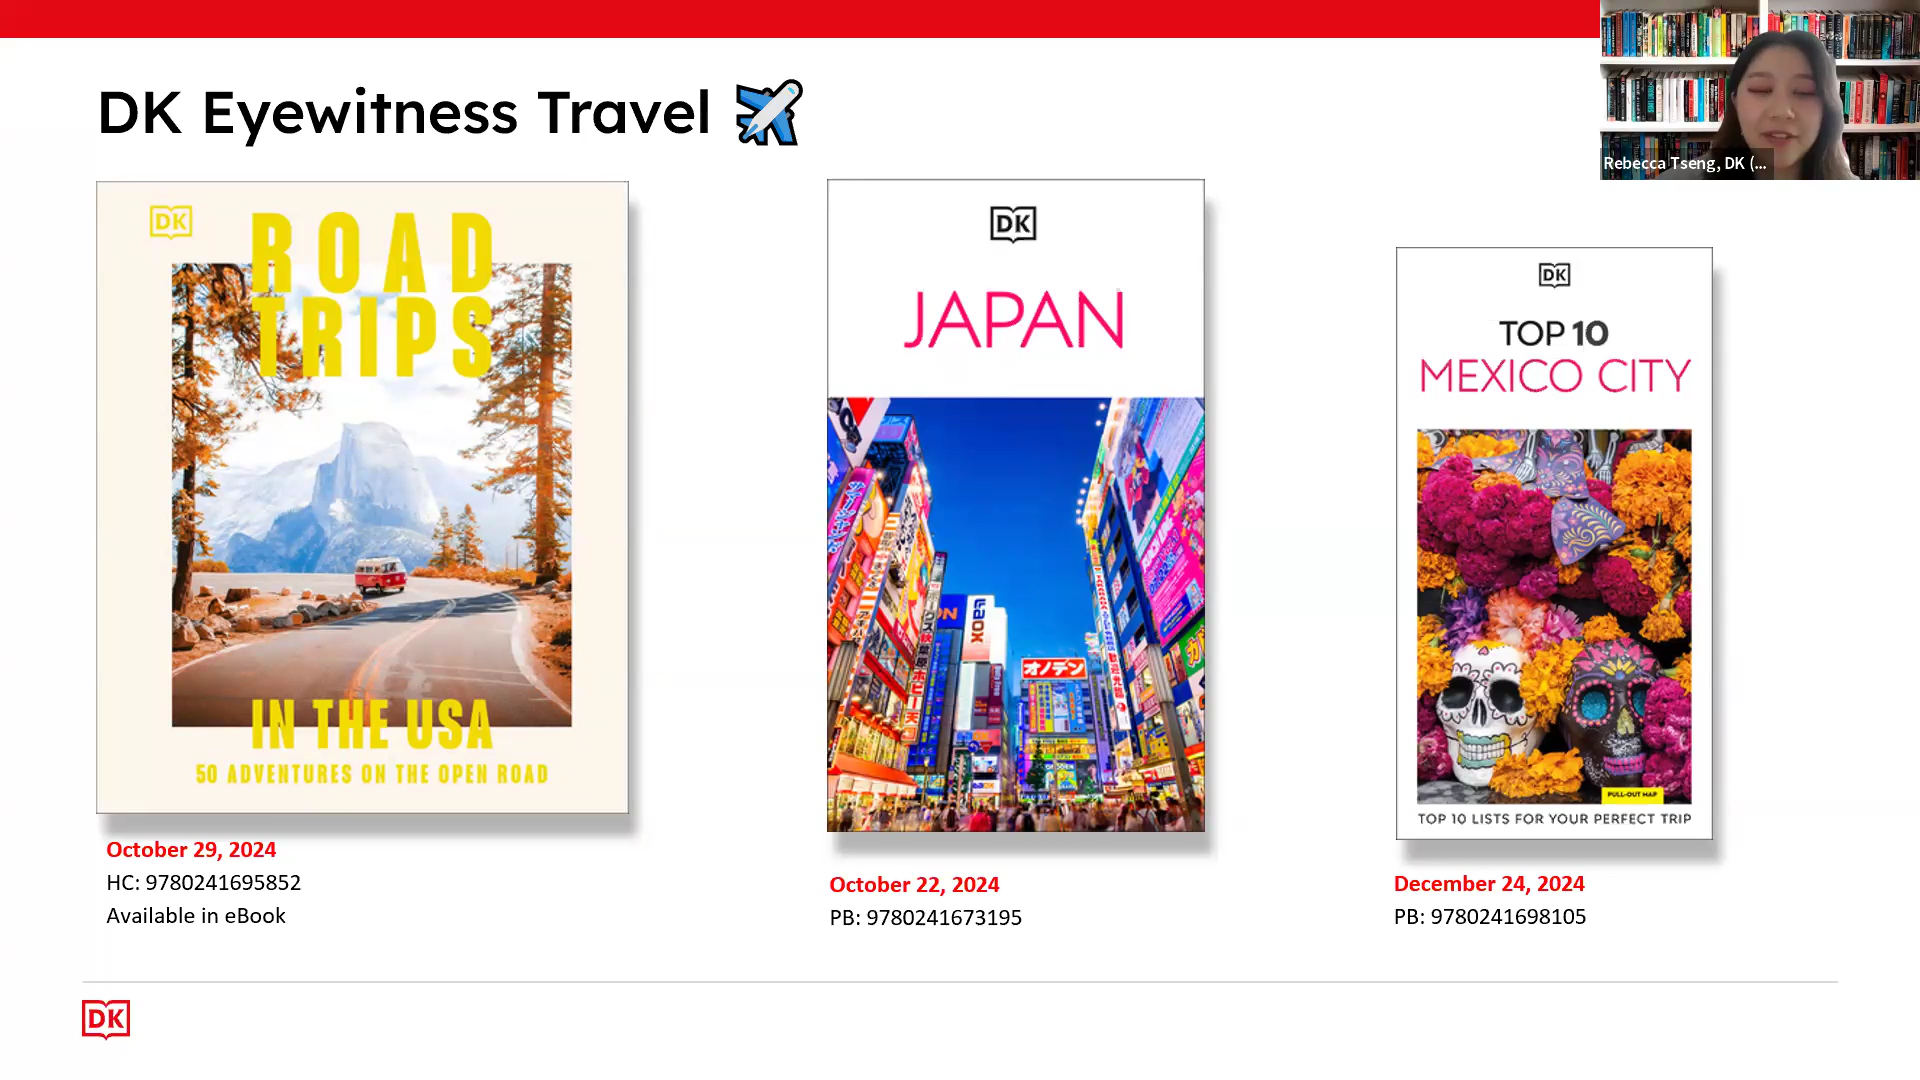 DK Eyewitness Travel
Rebecca Tseng, DK (...
DK
ROAD
TRIPS
IN THE USA
50 ADVENTURES ON THE OPEN ROAD
October 29, 2024
HC: 9780241695852
Available in eBook
DK
JAPAN
Laox
オノデン
October 22, 2024
PB: 9780241673195
DK
TOP 10
MEXICO CITY
PULL-OUT MAP
TOP 10 LISTS FOR YOUR PERFECT TRIP
December 24, 2024
PB: 9780241698105
DK